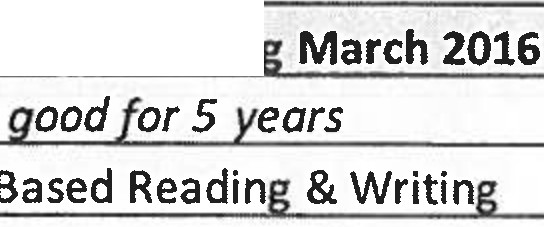 g March 2016
good for 5 years
Based Reading & Writing